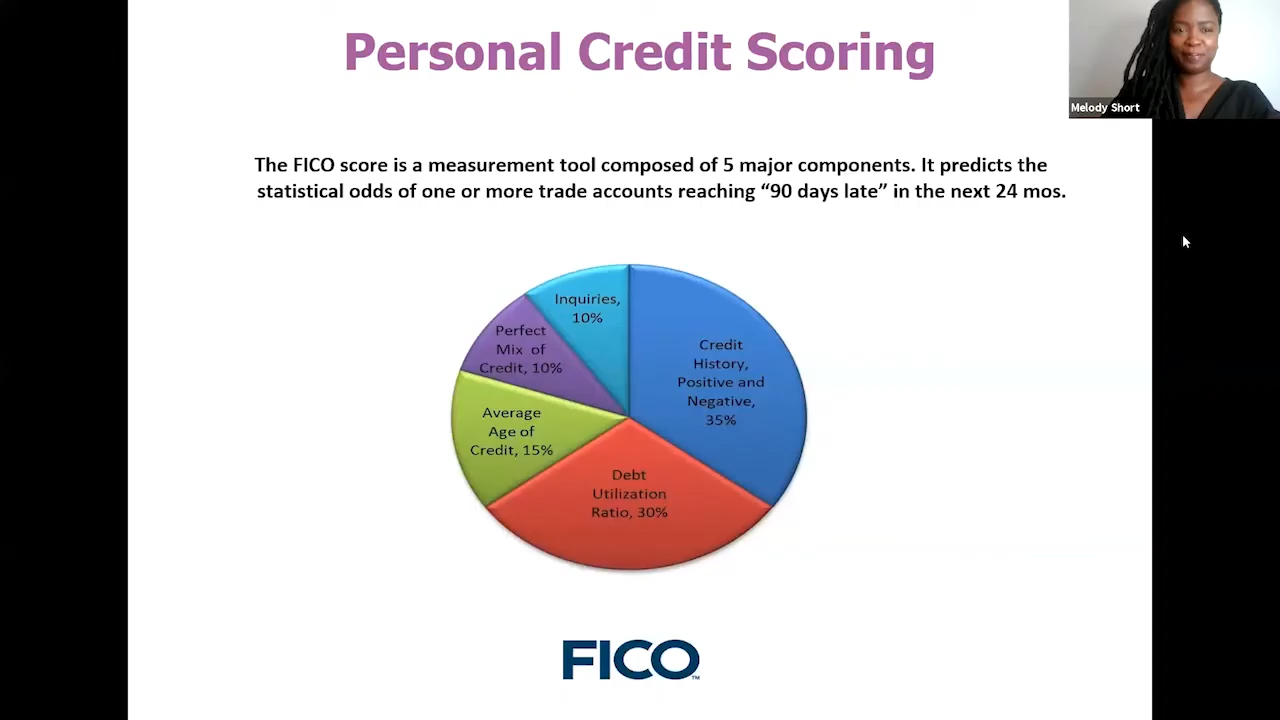 Personal Credit Scoring
Melody Short
The FICO score is a measurement tool composed of 5 major components. It predicts the
statistical odds of one or more trade accounts reaching “90 days late” in the next 24 mos.
Inquiries,
10%
Perfect
Mix of
Credit, 10%
Credit
History,
Positive and
Negative,
35%
Average
Age of
Credit, 15%
Debt
Utilization
Ratio, 30%
FICO™